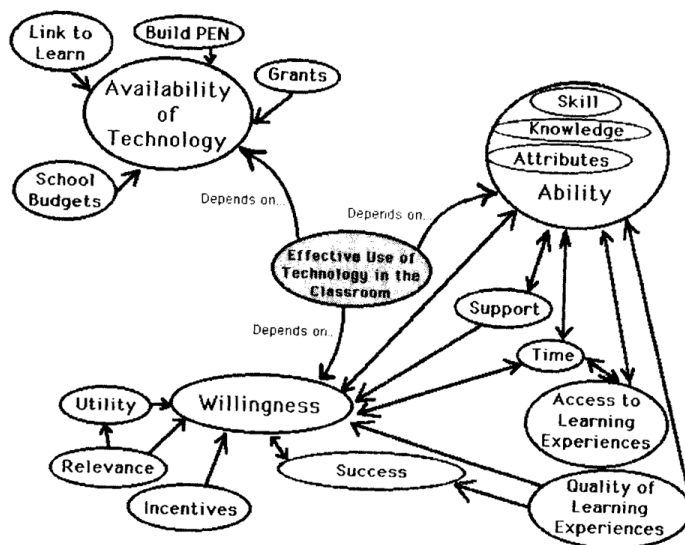 Link to
Learn
Build PEN
Grants
Availability
of
Technology
School
Budgets
Skill
Knowledge
Attributes
Ability
Depends on...
Depends on...
Effective Use of
Technology in the
Classroom
Depends on..
Support
Time
Access to
Learning
Experiences
Utility
Willingness
Relevance
Success
Incentives
Quality of
Learning
Experiences